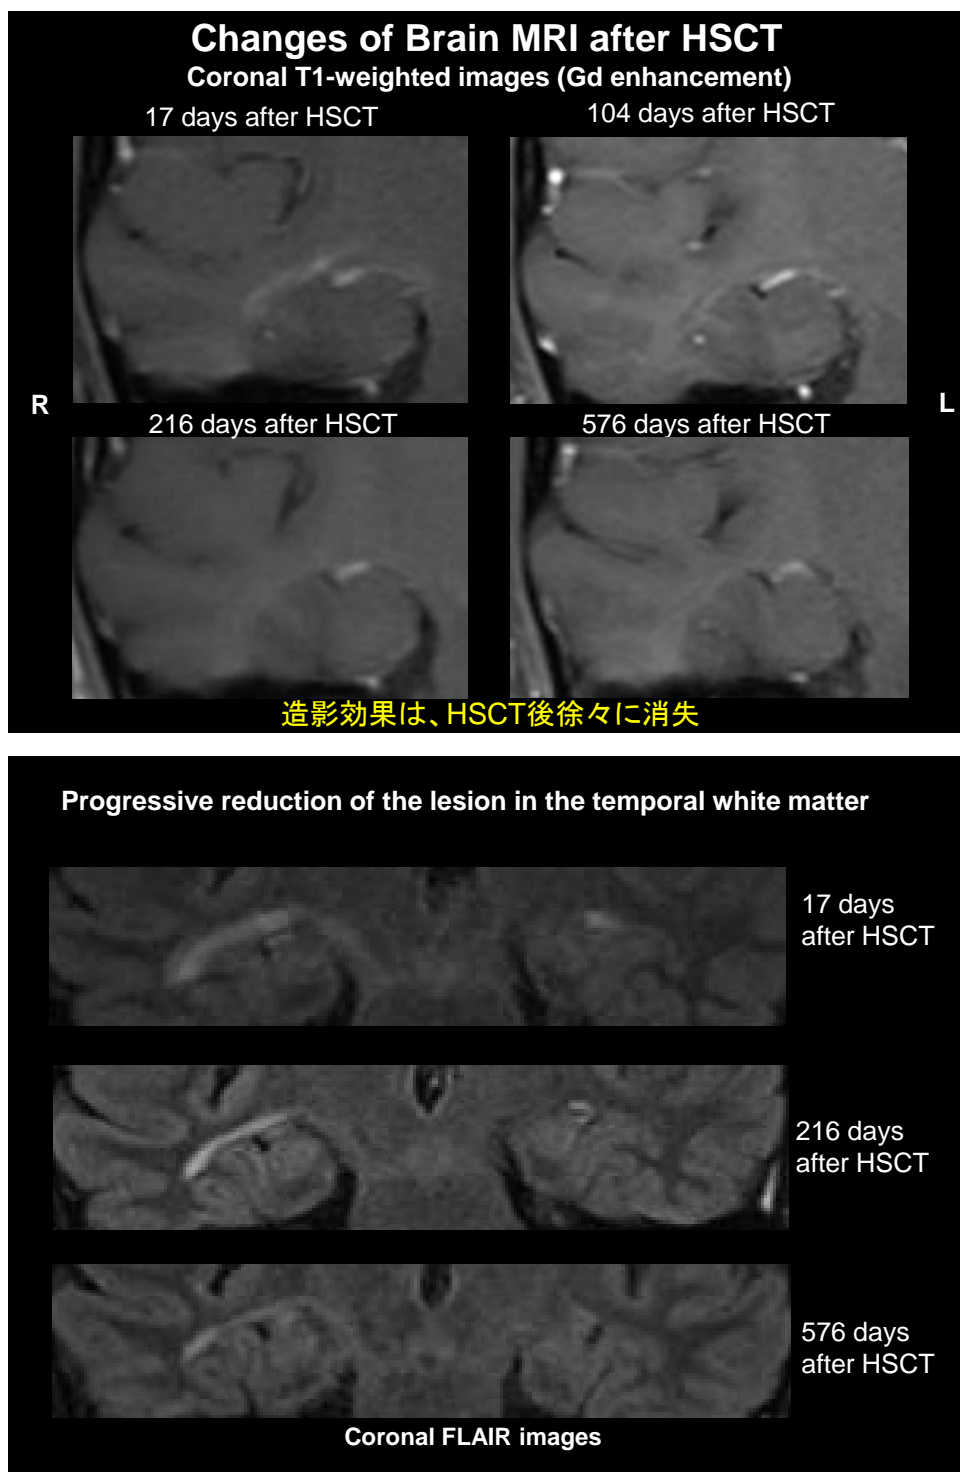 Changes of Brain MRI after HSCT
Coronal T1-weighted images (Gd enhancement)
17 days after HSCT
104 days after HSCT
R
L
216 days after HSCT
576 days after HSCT
造影効果は、HSCT後徐々に消失
Progressive reduction of the lesion in the temporal white matter
17 days
after HSCT
216 days
after HSCT
576 days
after HSCT
Coronal FLAIR images